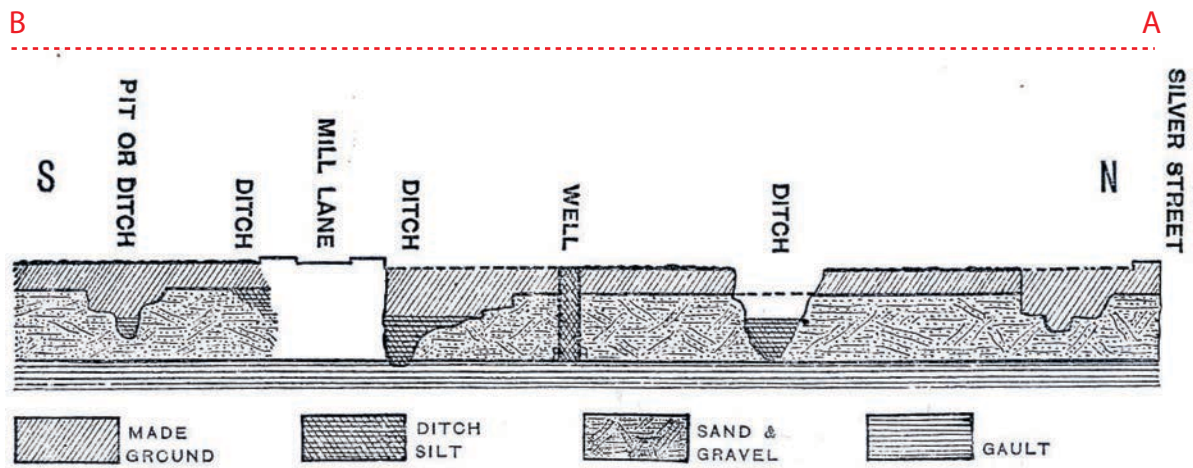 B
A
S
PIT OR DITCH
DITCH
MILL LANE
DITCH
WELL
DITCH
N
SILVER STREET
MADE
GROUND
DITCH
SILT
SAND &
GRAVEL
GAULT